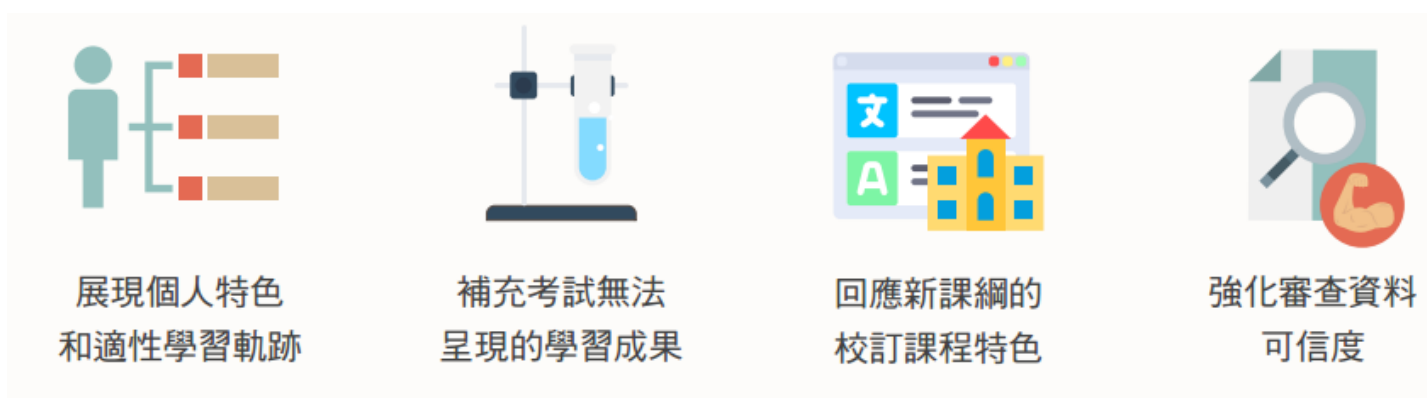 文
A
展現個人特色
和適性學習軌跡
補充考試無法
呈現的學習成果
回應新課綱的
校訂課程特色
強化審查資料
可信度